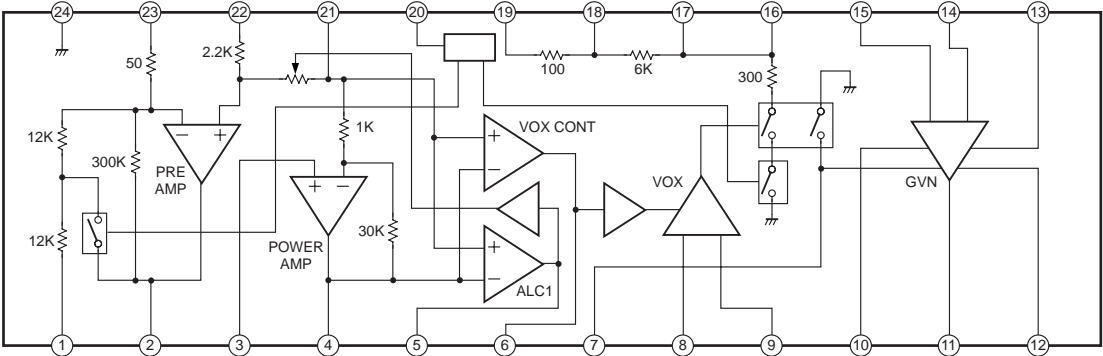 24 23 22 21 20 19 18 17 16 15 14 13
2.2K
50
100 6K
300
12K
1K
VOX CONT
+
− +
300K
PRE
AMP
+ −
−
VOX
GVN
12K
30K
POWER
AMP
+
−
ALC1
1 2 3 4 5 6 7 8 9 10 11 12